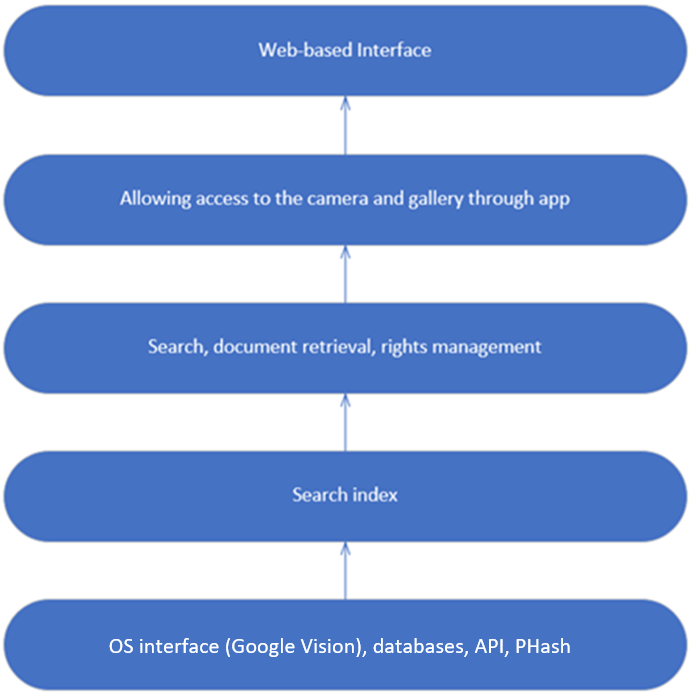 Web-based Interface
Allowing access to the camera and gallery through app
Search, document retrieval, rights management
Search index
OS interface (Google Vision), databases, API, PHash